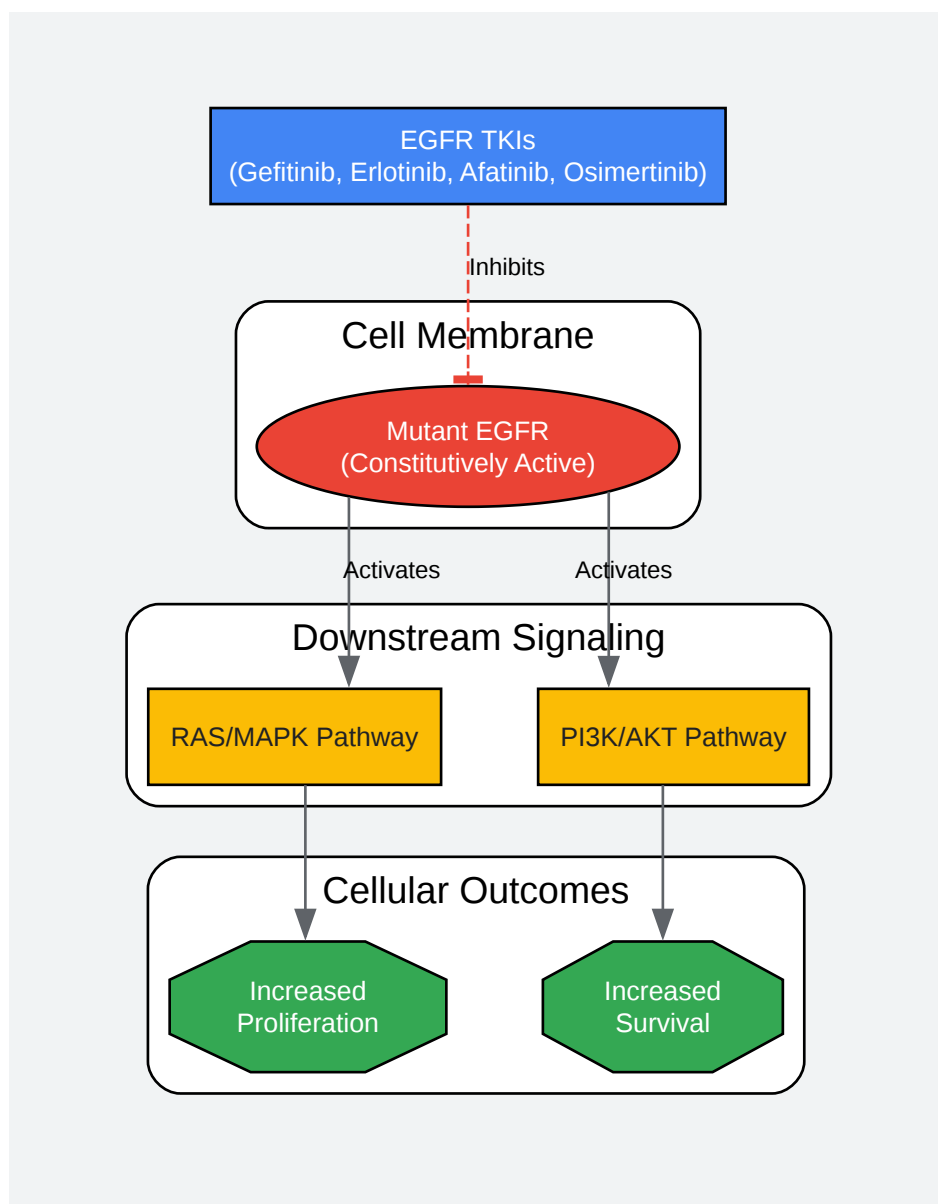 EGFR TKIs
(Gefitinib, Erlotinib, Afatinib, Osimertinib)
Inhibits
Cell Membrane
Mutant EGFR
(Constitutively Active)
Activates
Activates
Downstream Signaling
RAS/MAPK Pathway
PI3K/AKT Pathway
Cellular Outcomes
Increased
Proliferation
Increased
Survival